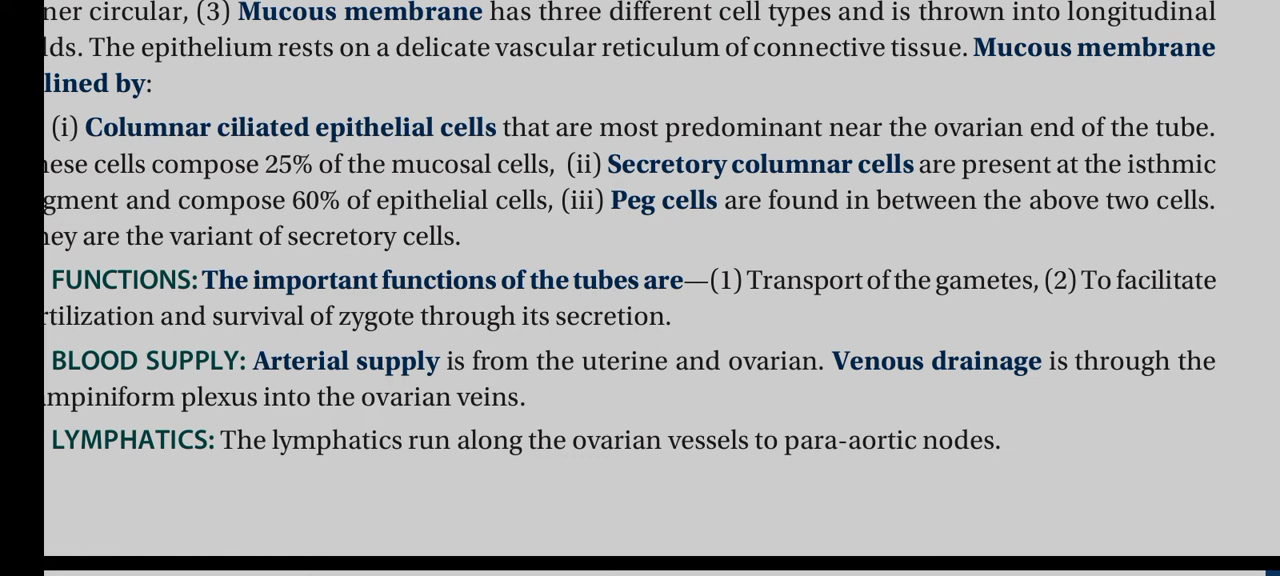 ner circular, (3) Mucous membrane has three different cell types and is thrown into longitudinal
lds. The epithelium rests on a delicate vascular reticulum of connective tissue. Mucous membrane
lined by:
(i) Columnar ciliated epithelial cells that are most predominant near the ovarian end of the tube.
ese cells compose 25% of the mucosal cells, (ii) Secretory columnar cells are present at the isthmic
gment and compose 60% of epithelial cells, (iii) Peg cells are found in between the above two cells.
ey are the variant of secretory cells.
FUNCTIONS: The important functions of the tubes are—(1) Transport of the gametes, (2) To facilitate
tilization and survival of zygote through its secretion.
BLOOD SUPPLY: Arterial supply is from the uterine and ovarian. Venous drainage is through the
mpiniform plexus into the ovarian veins.
LYMPHATICS: The lymphatics run along the ovarian vessels to para-aortic nodes.